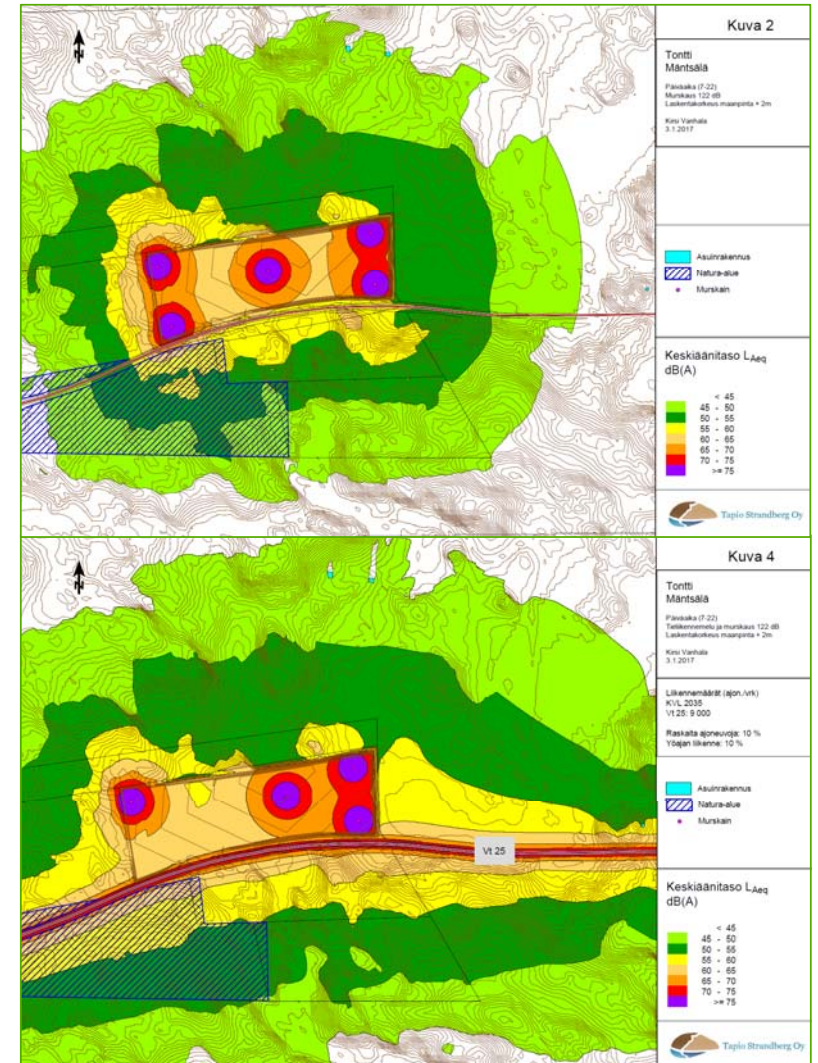 Kuva 2
Tontti
Mäntsälä
Päiväaika (7-22)
Murskaus 122 dB
Laskentakorkeus maanpinta + 2m
Kirsi Vanhala
3.1.2017
Asuinrakennus
Natura-alue
Murskain
Keskiäänitaso LAeq
dB(A)
< 45
45 - 50
50 - 55
55 - 60
60 - 65
65 - 70
70 - 75
>= 75
Tapio Strandberg Oy
Kuva 4
Tontti
Mäntsälä
Päiväaika (7-22)
Tieliikennemelu ja murskaus 122 dB
Laskentakorkeus maanpinta + 2m
Kirsi Vanhala
3.1.2017
Liikennemäärät (ajon./vrk)
KVL 2035
Vt 25: 9 000
Raskaita ajoneuvoja: 10 %
Yöajan liikenne: 10 %
Vt 25
Asuinrakennus
Natura-alue
Murskain
Keskiäänitaso LAeq
dB(A)
< 45
45 - 50
50 - 55
55 - 60
60 - 65
65 - 70
70 - 75
>= 75
Tapio Strandberg Oy